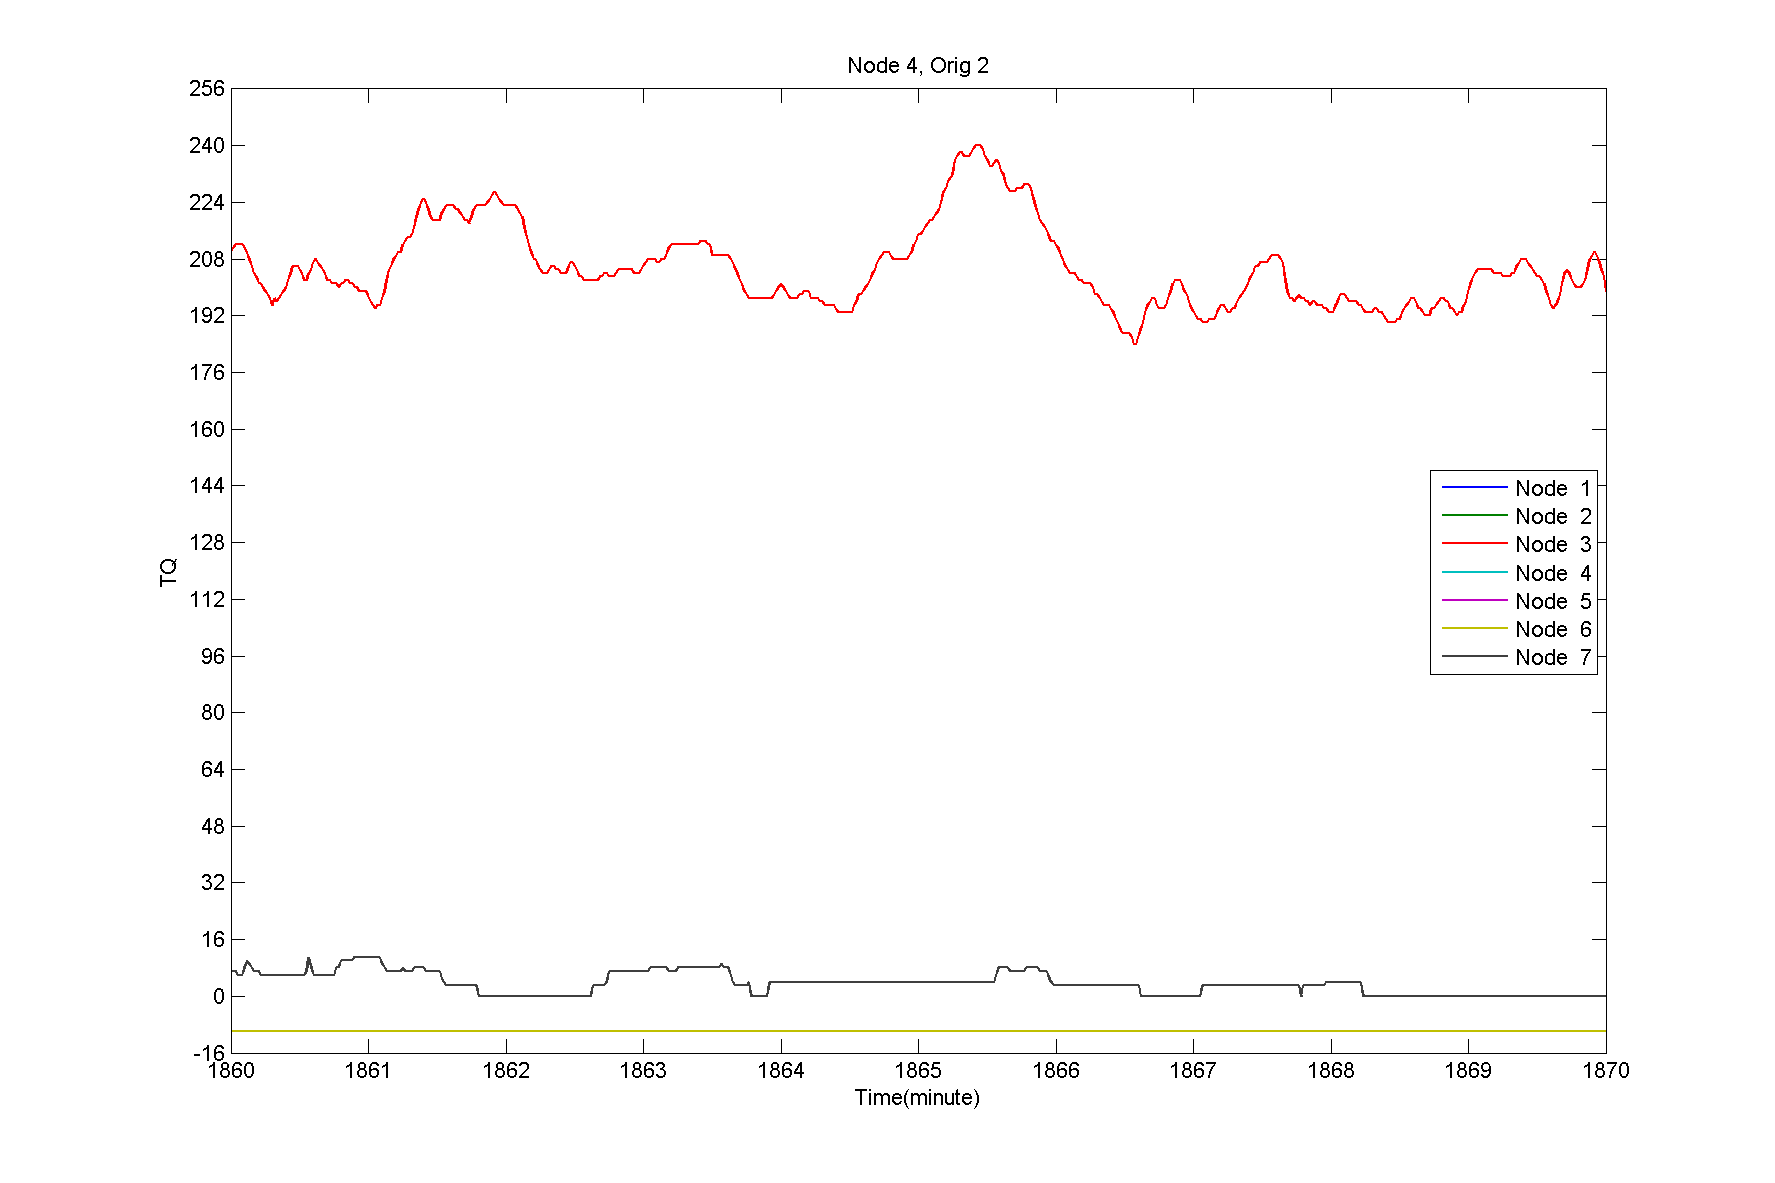 Node 4, Orig 2
256
240
224
208
192
176
160
144
128
112
96
80
64
48
32
16
0
-16
TQ
Node 1
Node 2
Node 3
Node 4
Node 5
Node 6
Node 7
1860 1861 1862 1863 1864 1865 1866 1867 1868 1869 1870
Time(minute)